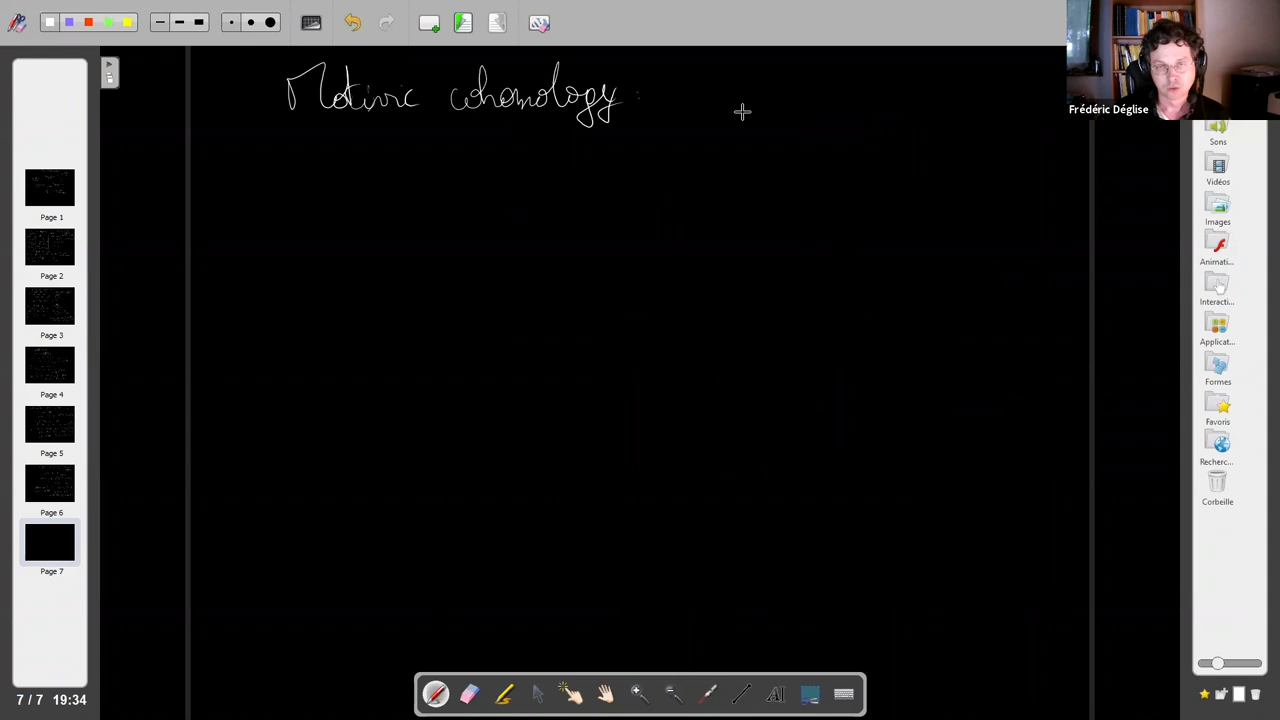 Motivic cohomology :
Frédéric Déglise
Page 1
Page 2
Page 3
Page 4
Page 5
Page 6
Page 7
7 / 7 19:34
Sons
Vidéos
Images
Animati...
Interacti...
Applicat...
Formes
Favoris
Recherc...
Corbeille
AI